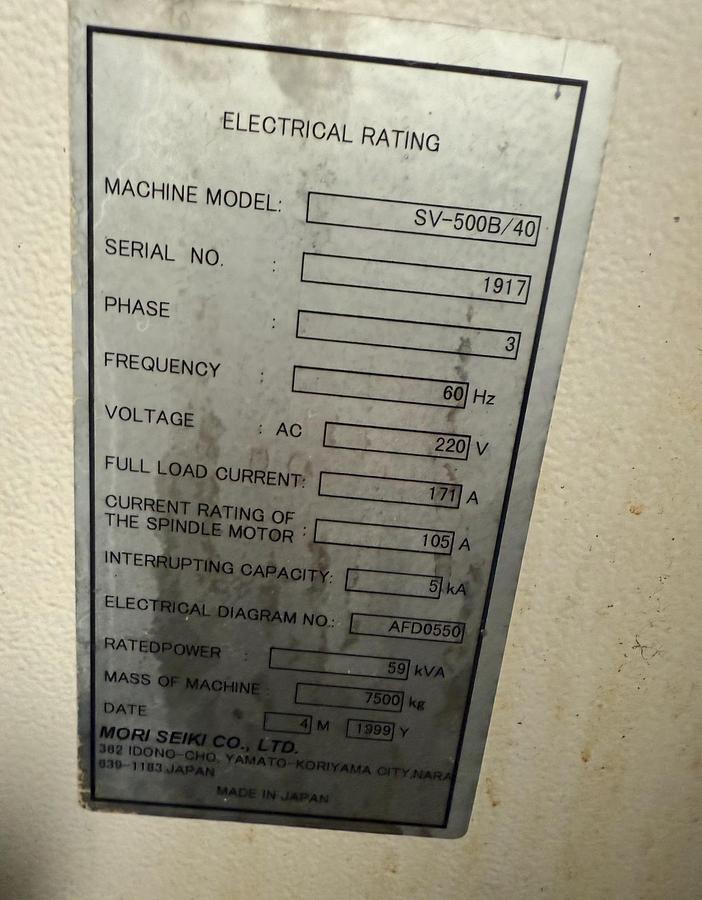 ELECTRICAL RATING
MACHINE MODEL: SV-500B/40
SERIAL NO. : 1917
PHASE : 3
FREQUENCY : 60 Hz
VOLTAGE : AC 220 V
FULL LOAD CURRENT: 171 A
CURRENT RATING OF
THE SPINDLE MOTOR : 105 A
INTERRUPTING CAPACITY: 5 kA
ELECTRICAL DIAGRAM NO.: AFD0550
RATEDPOWER : 59 kVA
MASS OF MACHINE : 7500 kg
DATE 4 M 1999 Y
MORI SEIKI CO., LTD.
362 IDONO-CHO, YAMATO-KORIYAMA CITY,NARA
639-1183,JAPAN
MADE IN JAPAN